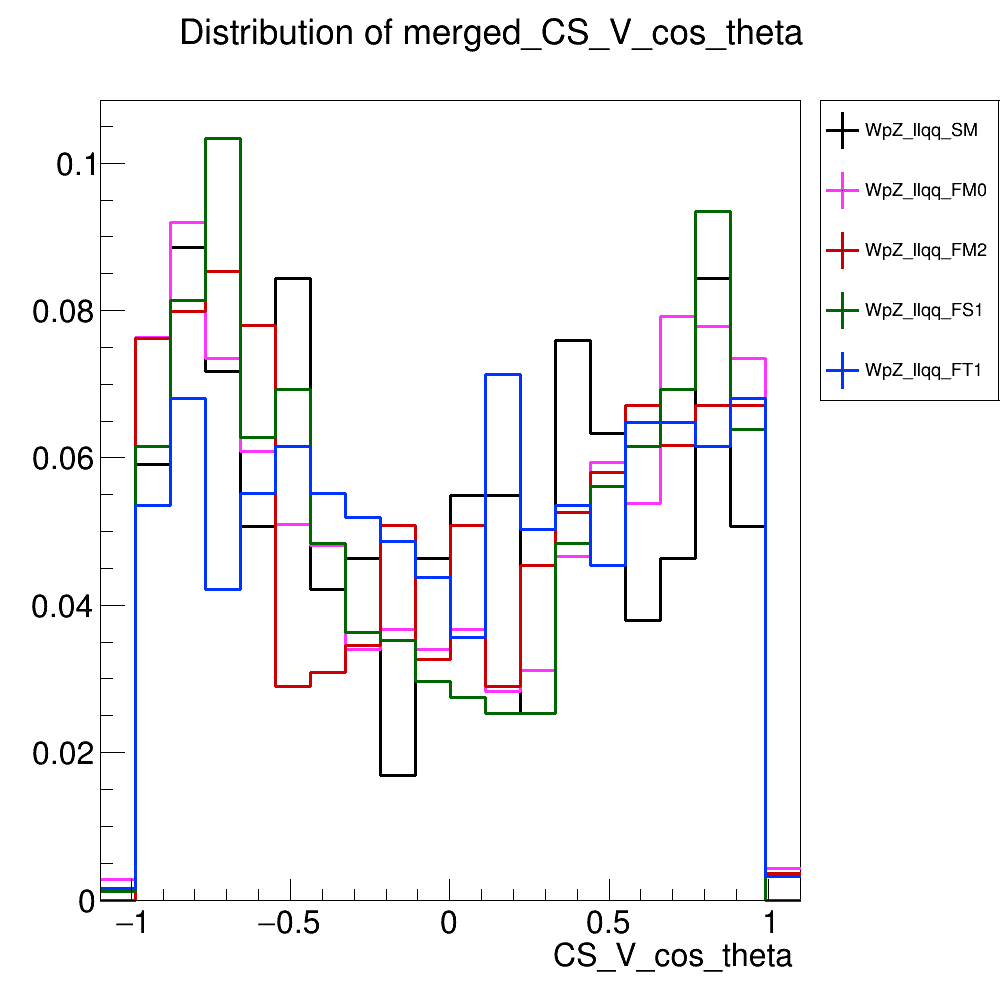 Distribution of merged_CS_V_cos_theta
WpZ_llqq_SM
WpZ_llqq_FM0
WpZ_llqq_FM2
WpZ_llqq_FS1
WpZ_llqq_FT1
0.1
0.08
0.06
0.04
0.02
0
−1 −0.5 0 0.5 1
CS_V_cos_theta